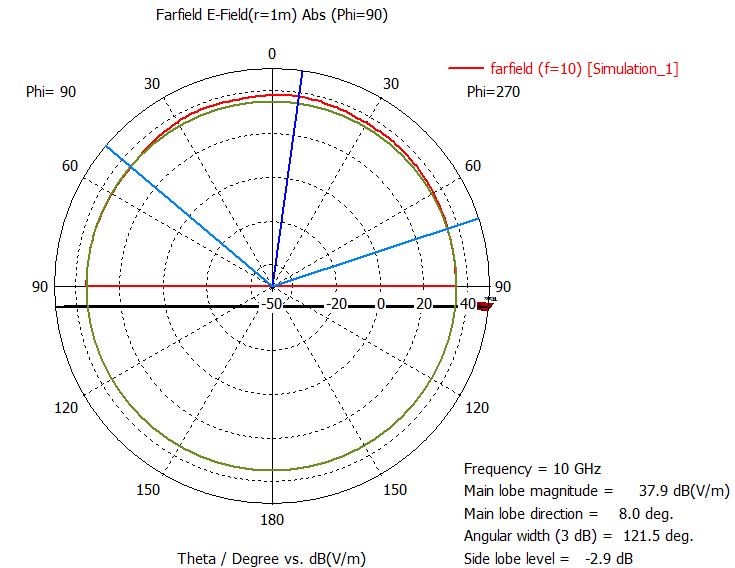 Farfield E-Field(r=1m) Abs (Phi=90)
0
farfield (f=10) [Simulation_1]
30
30
Phi= 90
Phi=270
60
60
90
90
-50
-20
0
20
40
120
120
150
150
180
Frequency = 10 GHz
Main lobe magnitude = 37.9 dB(V/m)
Main lobe direction = 8.0 deg.
Angular width (3 dB) = 121.5 deg.
Side lobe level = -2.9 dB
Theta / Degree vs. dB(V/m)